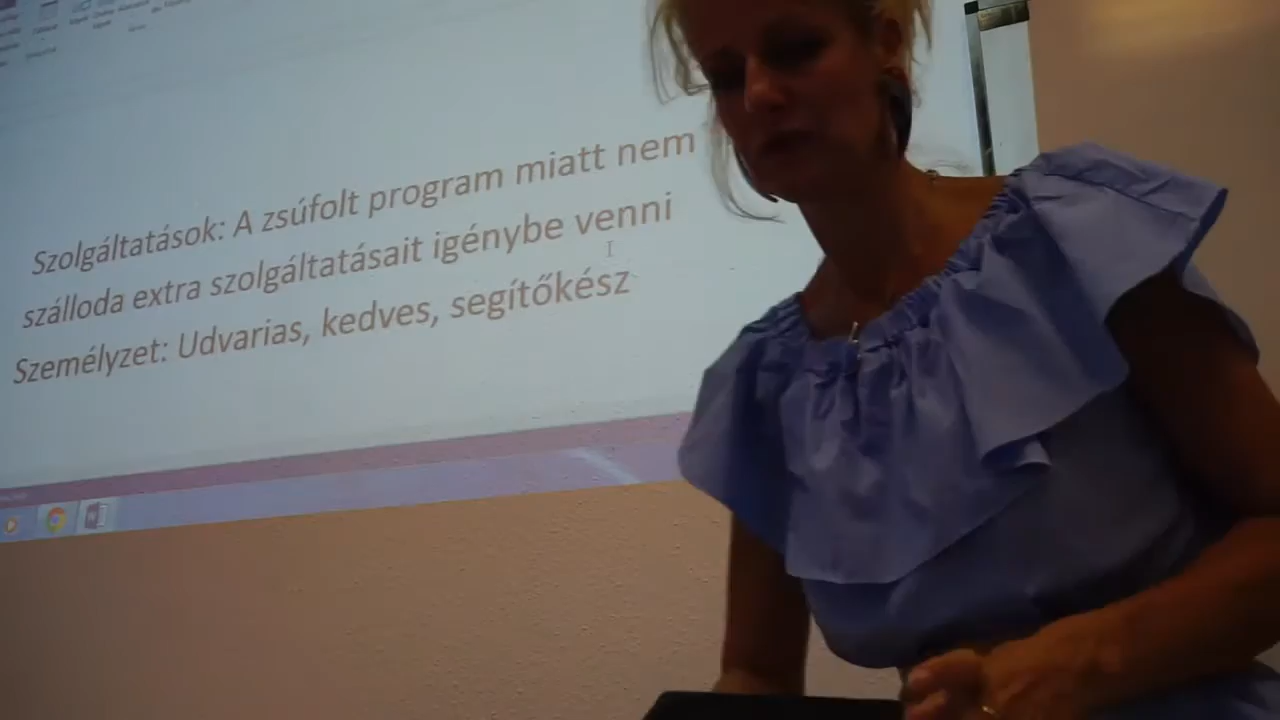 Szolgáltatások: A zsúfolt program miatt nem
szálloda extra szolgáltatásait igénybe venni
Személyzet: Udvarias, kedves, segítőkész